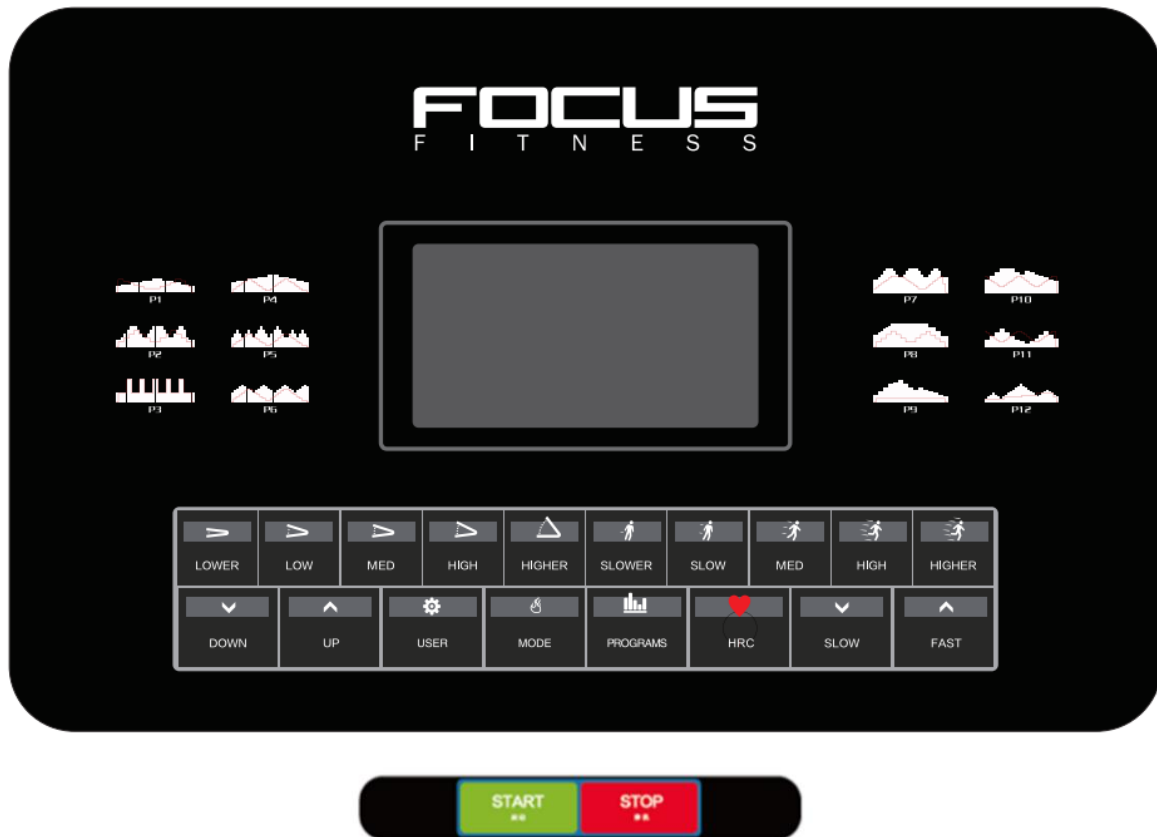 FOCUS
FITNESS
P1 P4
P2 P5
P3 P6
P7 P10
P8 P11
P9 P12
LOWER LOW MED HIGH HIGHER SLOWER SLOW MED HIGH HIGHER
DOWN UP USER MODE PROGRAMS HRC SLOW FAST
START STOP